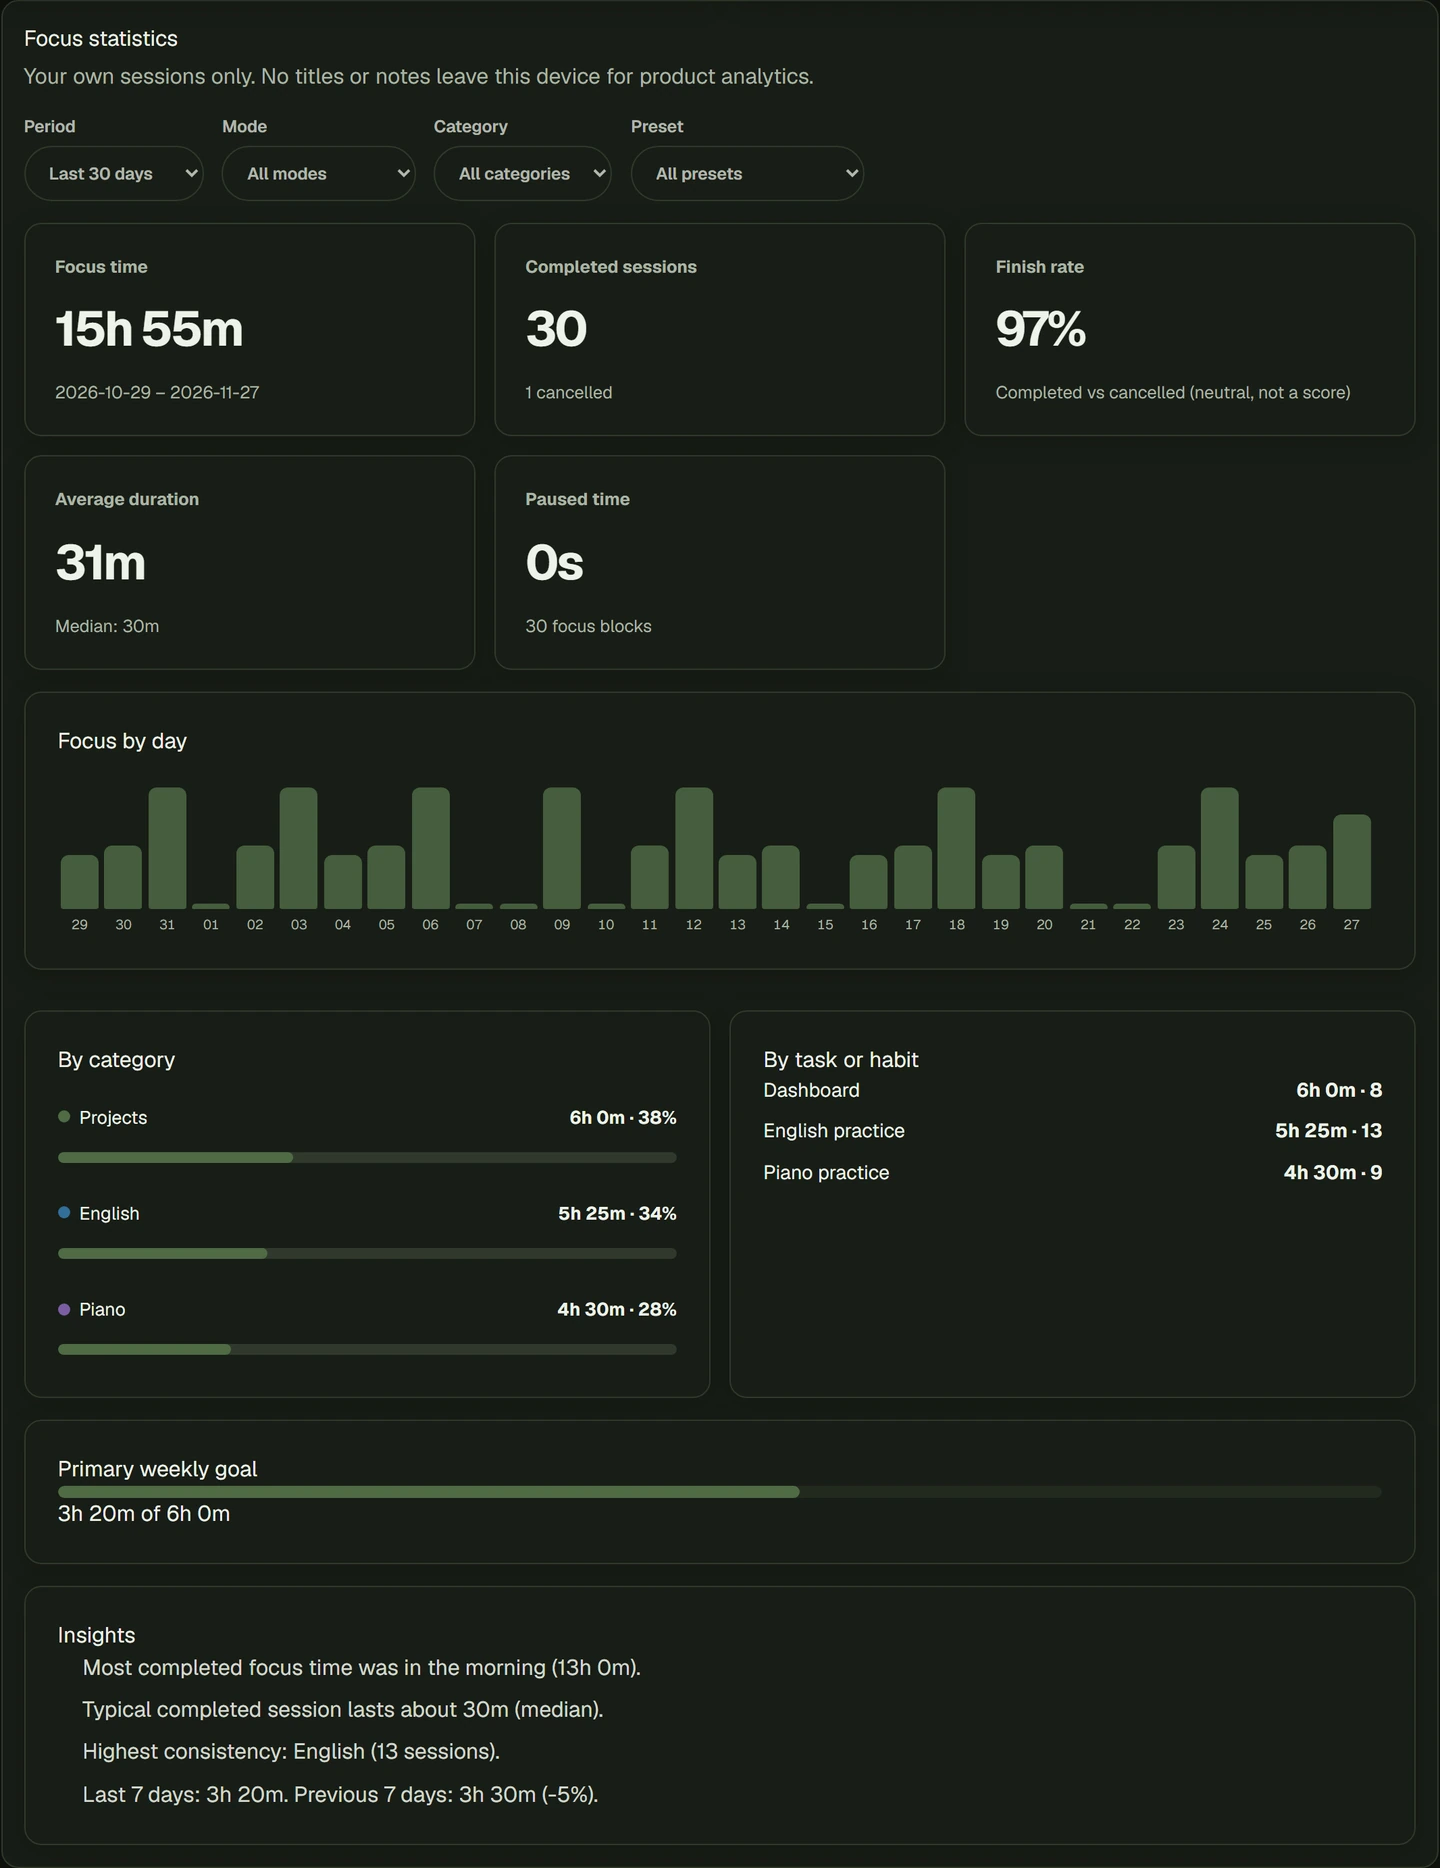 Focus statistics
Your own sessions only. No titles or notes leave this device for product analytics.
Period Mode Category Preset
Last 30 days All modes All categories All presets
Focus time
15h 55m
2026-10-29 – 2026-11-27
Completed sessions
30
1 cancelled
Finish rate
97%
Completed vs cancelled (neutral, not a score)
Average duration
31m
Median: 30m
Paused time
0s
30 focus blocks
Focus by day
29 30 31 01 02 03 04 05 06 07 08 09 10 11 12 13 14 15 16 17 18 19 20 21 22 23 24 25 26 27
By category
Projects 6h 0m · 38%
English 5h 25m · 34%
Piano 4h 30m · 28%
By task or habit
Dashboard 6h 0m · 8
English practice 5h 25m · 13
Piano practice 4h 30m · 9
Primary weekly goal
3h 20m of 6h 0m
Insights
Most completed focus time was in the morning (13h 0m).
Typical completed session lasts about 30m (median).
Highest consistency: English (13 sessions).
Last 7 days: 3h 20m. Previous 7 days: 3h 30m (-5%).